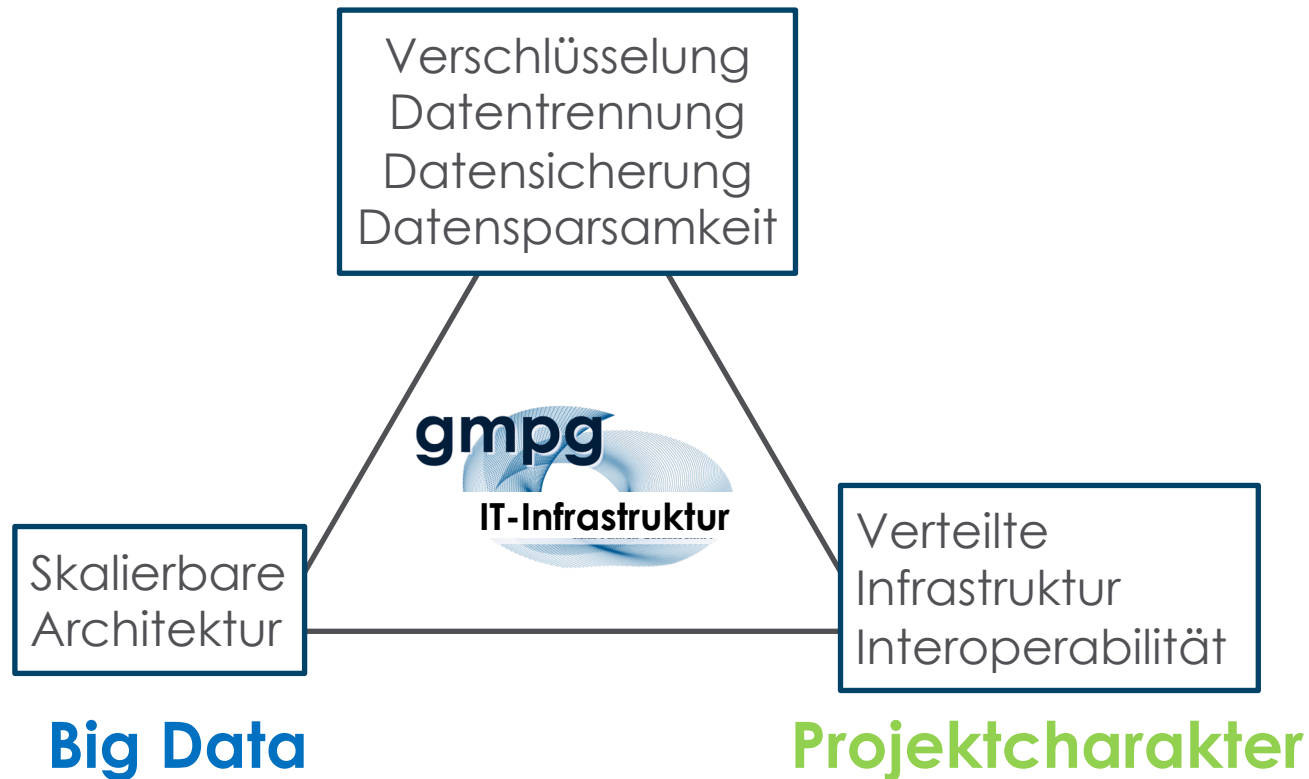 Verschlüsselung
Datentrennung
Datensicherung
Datensparsamkeit
gmpg
IT-Infrastruktur
Skalierbare
Architektur
Verteilte
Infrastruktur
Interoperabilität
Big Data
Projektcharakter